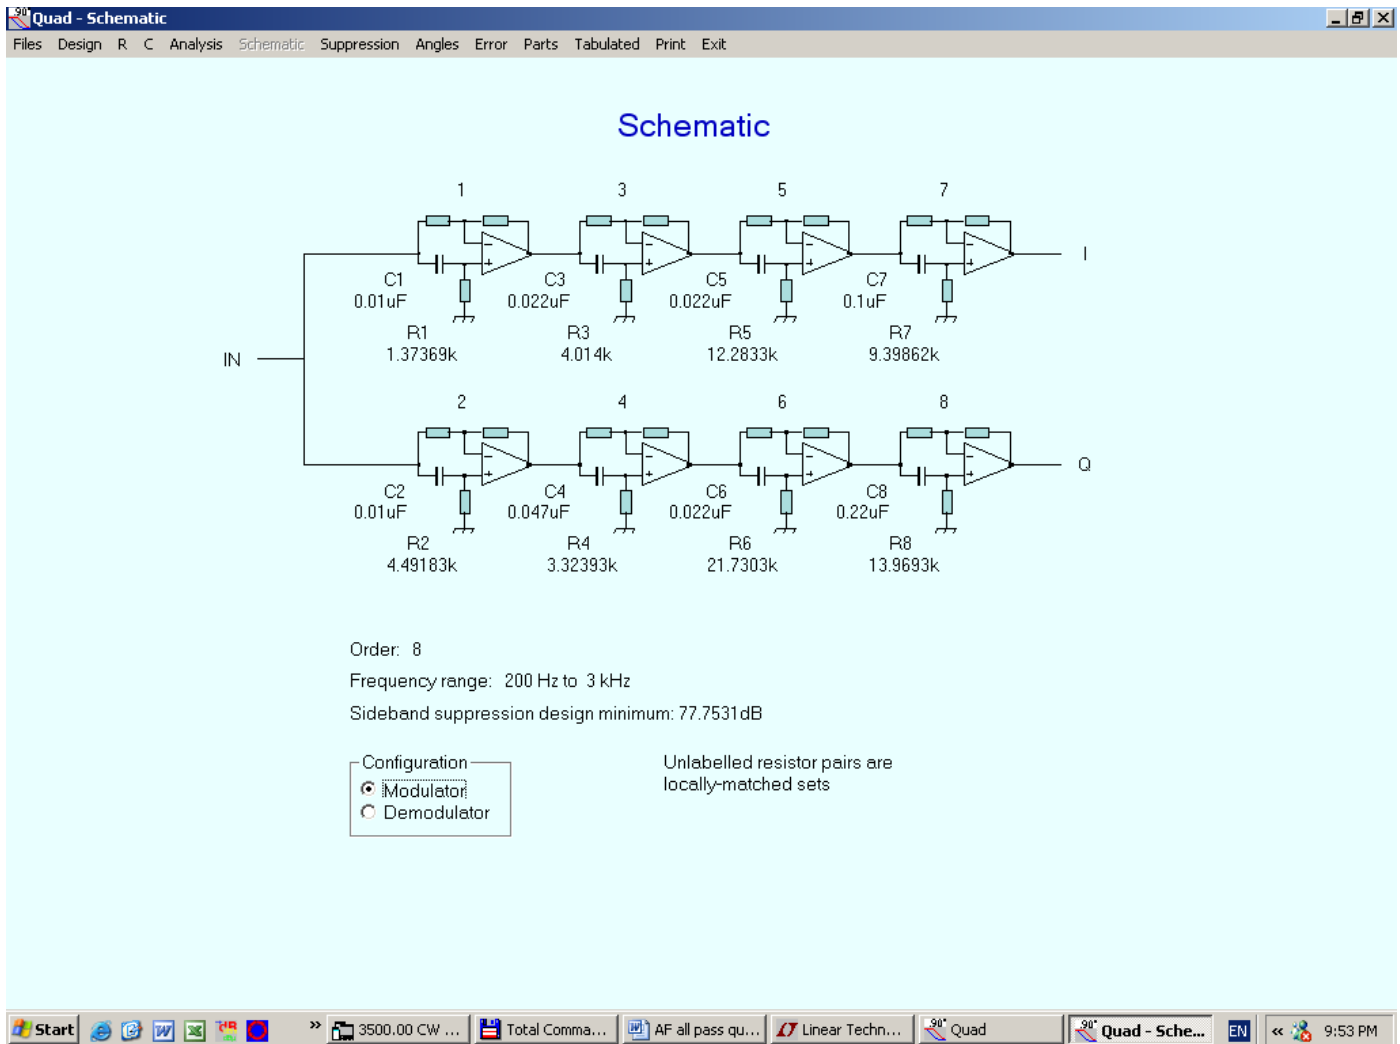 Quad - Schematic
Files Design R C Analysis Schematic Suppression Angles Error Parts Tabulated Print Exit
Schematic
1 3 5 7
I
C1 C3 C5 C7
0.01uF 0.022uF 0.022uF 0.1uF
R1 R3 R5 R7
1.37369k 4.014k 12.2833k 9.39862k
IN
2 4 6 8
Q
C2 C4 C6 C8
0.01uF 0.047uF 0.022uF 0.22uF
R2 R4 R6 R8
4.49183k 3.32393k 21.7303k 13.9693k
Order: 8
Frequency range: 200 Hz to 3 kHz
Sideband suppression design minimum: 77.7531dB
Configuration
Modulator
Demodulator
Unlabelled resistor pairs are
locally-matched sets
Start » 3500.00 CW ... Total Comma... AF all pass qu... Linear Techn... Quad Quad - Sche... EN « 9:53 PM